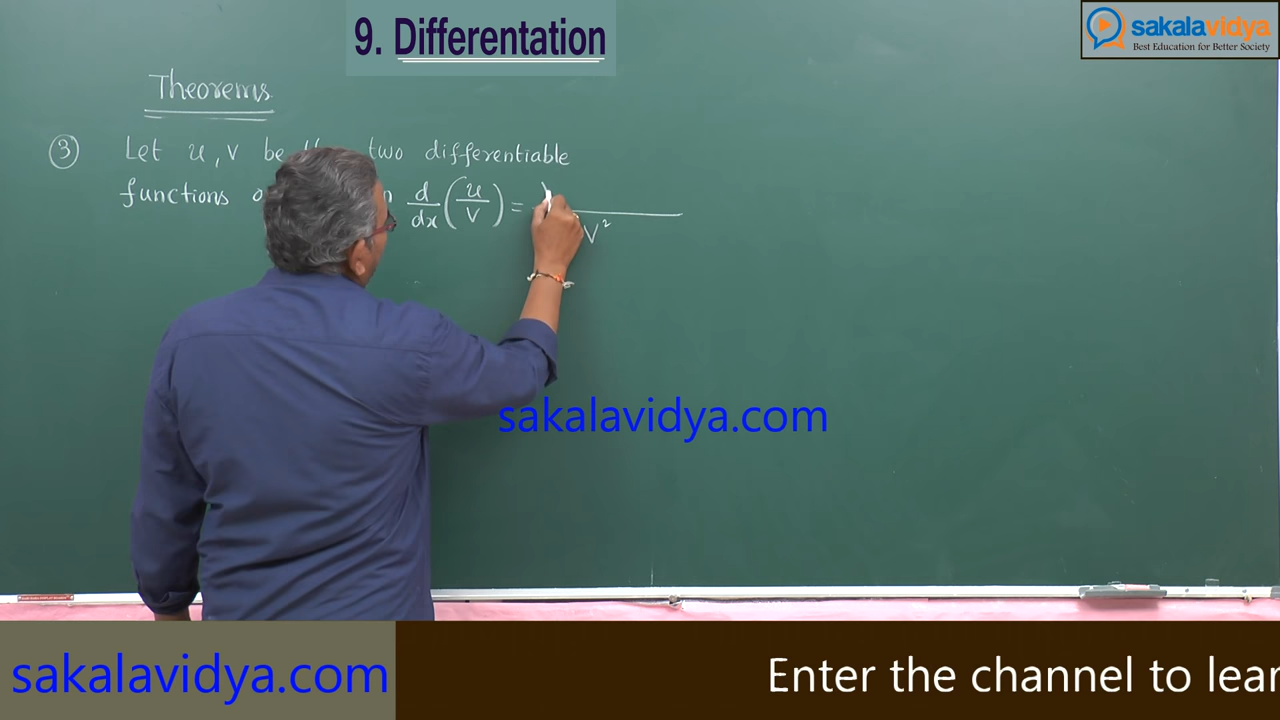 9. Differentation
sakalavidya
Best Education for Better Society
Theorems
③ Let u, v be two differentiable
functions d/dx (u/v) = /v²
sakalavidya.com
sakalavidya.com
Enter the channel to lear